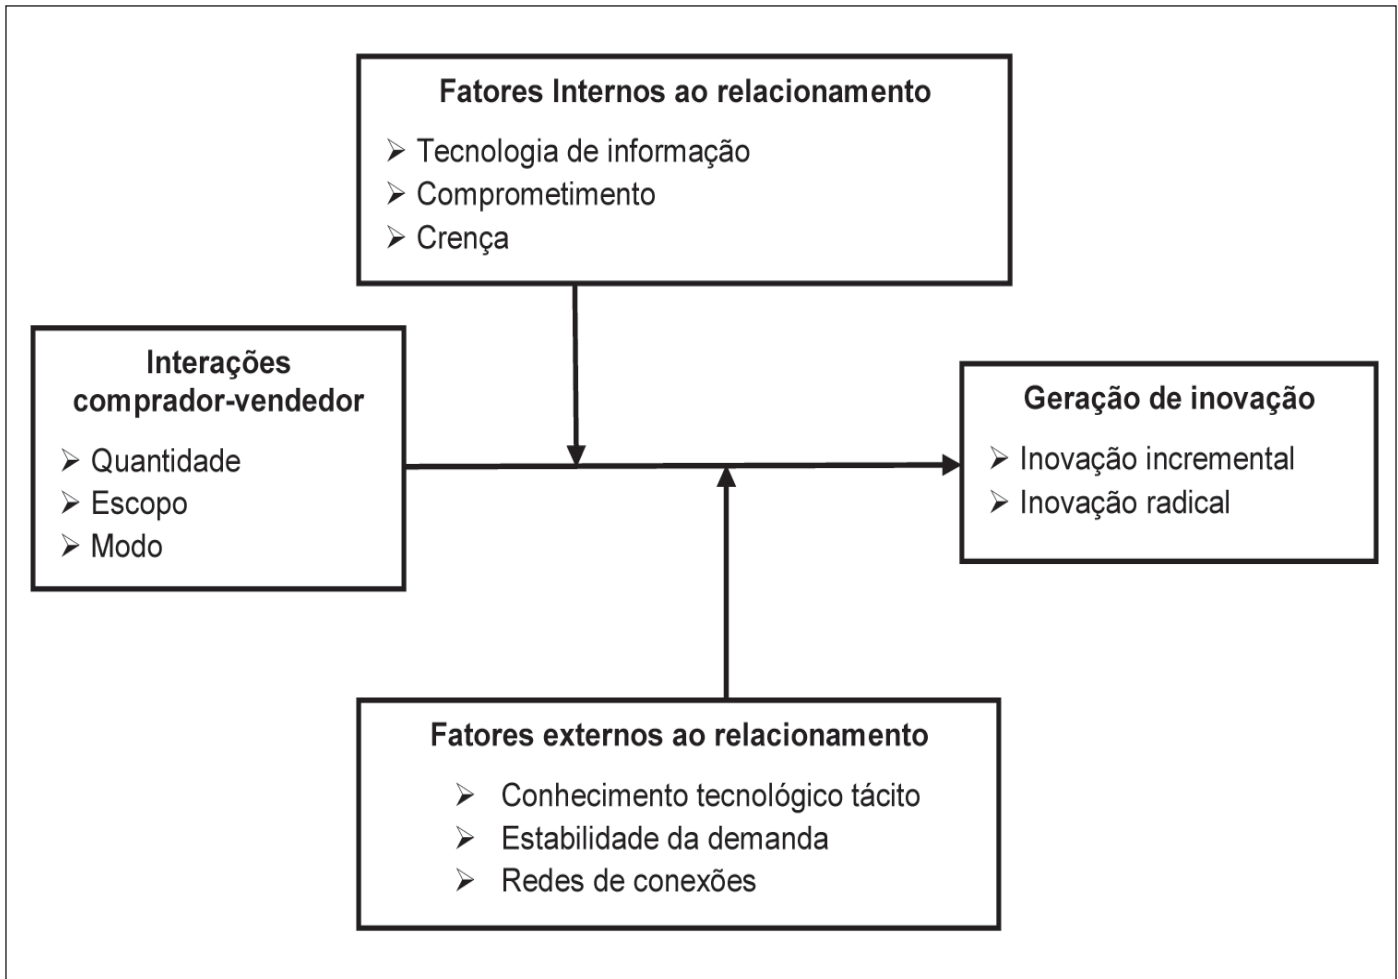 Fatores Internos ao relacionamento
➢ Tecnologia de informação
➢ Comprometimento
➢ Crença
Interações
comprador-vendedor
➢ Quantidade
➢ Escopo
➢ Modo
Geração de inovação
➢ Inovação incremental
➢ Inovação radical
Fatores externos ao relacionamento
➢ Conhecimento tecnológico tácito
➢ Estabilidade da demanda
➢ Redes de conexões